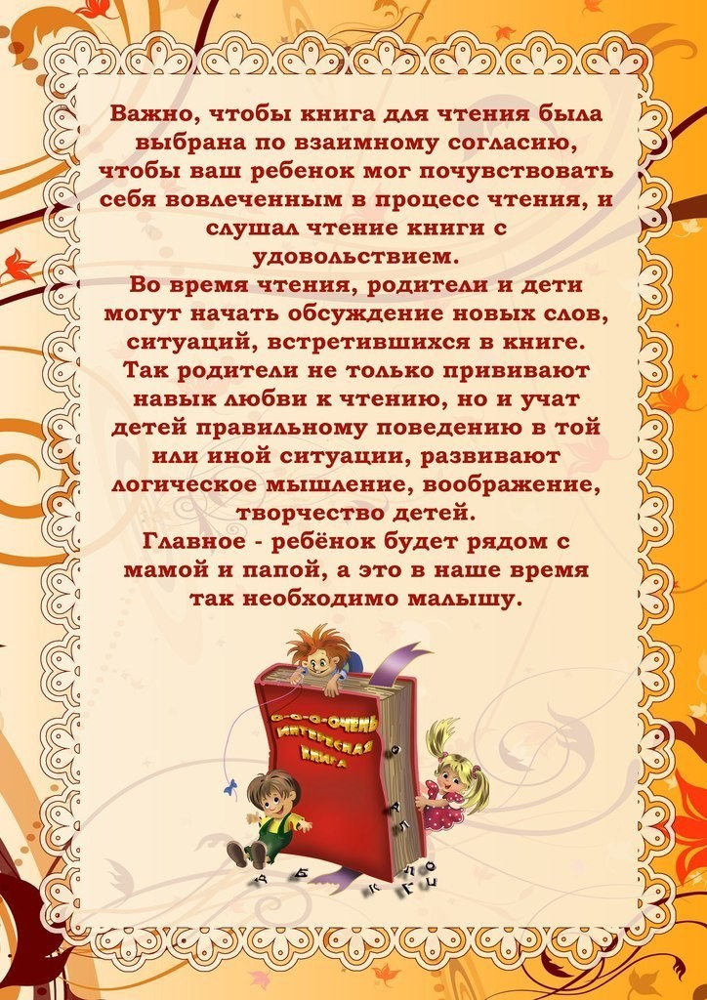 Важно, чтобы книга для чтения была
выбрана по взаимному согласию,
чтобы ваш ребенок мог почувствовать
себя вовлеченным в процесс чтения, и
слушал чтение книги с
удовольствием.
Во время чтения, родители и дети
могут начать обсуждение новых слов,
ситуаций, встретившихся в книге.
Так родители не только прививают
навык любви к чтению, но и учат
детей правильному поведению в той
или иной ситуации, развивают
логическое мышление, воображение,
творчество детей.
Главное - ребёнок будет рядом с
мамой и папой, а это в наше время
так необходимо малышу.
О-О-О-ОЧЕНЬ
ИНТЕРЕСНАЯ
КНИГА